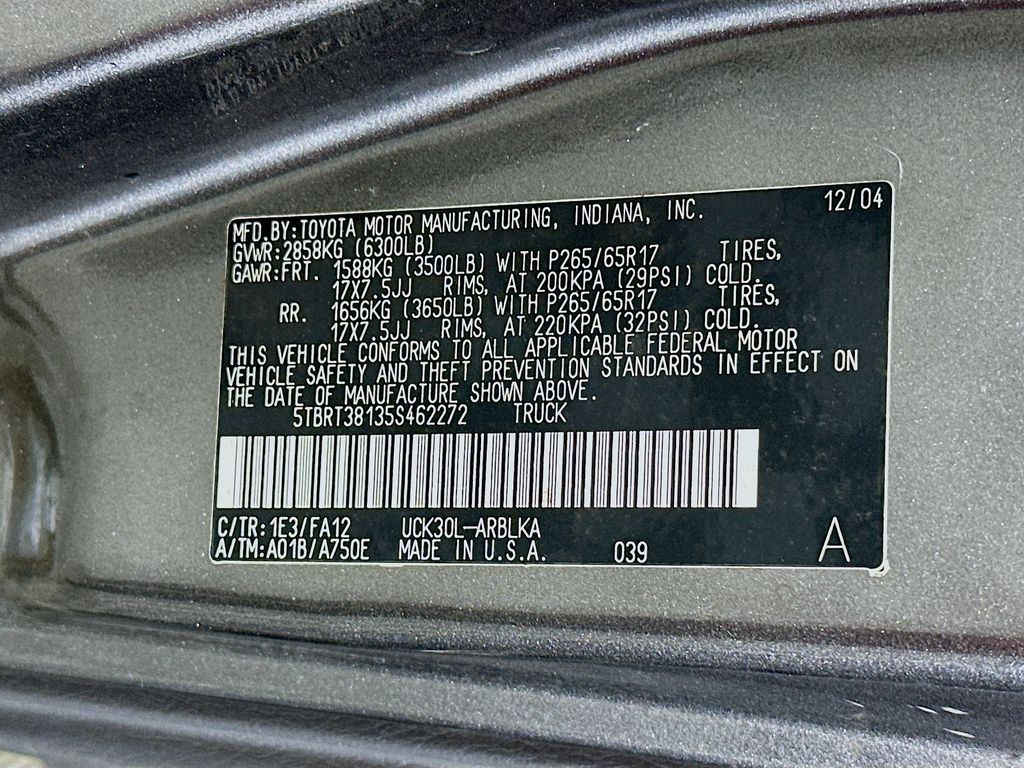 MFD.BY:TOYOTA MOTOR MANUFACTURING, INDIANA, INC. 12/04
GVWR:2858KG (6300LB)
GAWR:FRT. 1588KG (3500LB) WITH P265/65R17 TIRES,
17X7.5JJ RIMS, AT 200KPA (29PSI) COLD.
RR. 1656KG (3650LB) WITH P265/65R17 TIRES,
17X7.5JJ RIMS, AT 220KPA (32PSI) COLD.
THIS VEHICLE CONFORMS TO ALL APPLICABLE FEDERAL MOTOR
VEHICLE SAFETY AND THEFT PREVENTION STANDARDS IN EFFECT ON
THE DATE OF MANUFACTURE SHOWN ABOVE.
5TBRT38135S462272 TRUCK
C/TR:1E3/FA12 UCK30L-ARBLKA
A/TM:A01B/A750E MADE IN U.S.A. 039 A